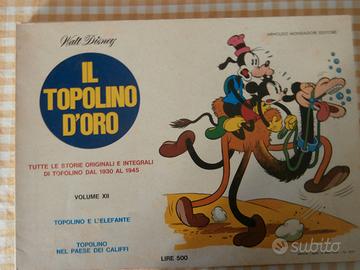 Walt Disney
ARNOLDO MONDADORI EDITORE
IL
TOPOLINO
D'ORO
TUTTE LE STORIE ORIGINALI E INTEGRALI
DI TOPOLINO DAL 1930 AL 1945
VOLUME XII
TOPOLINO E L'ELEFANTE
TOPOLINO
NEL PAESE DEI CALIFFI
LIRE 500
subito